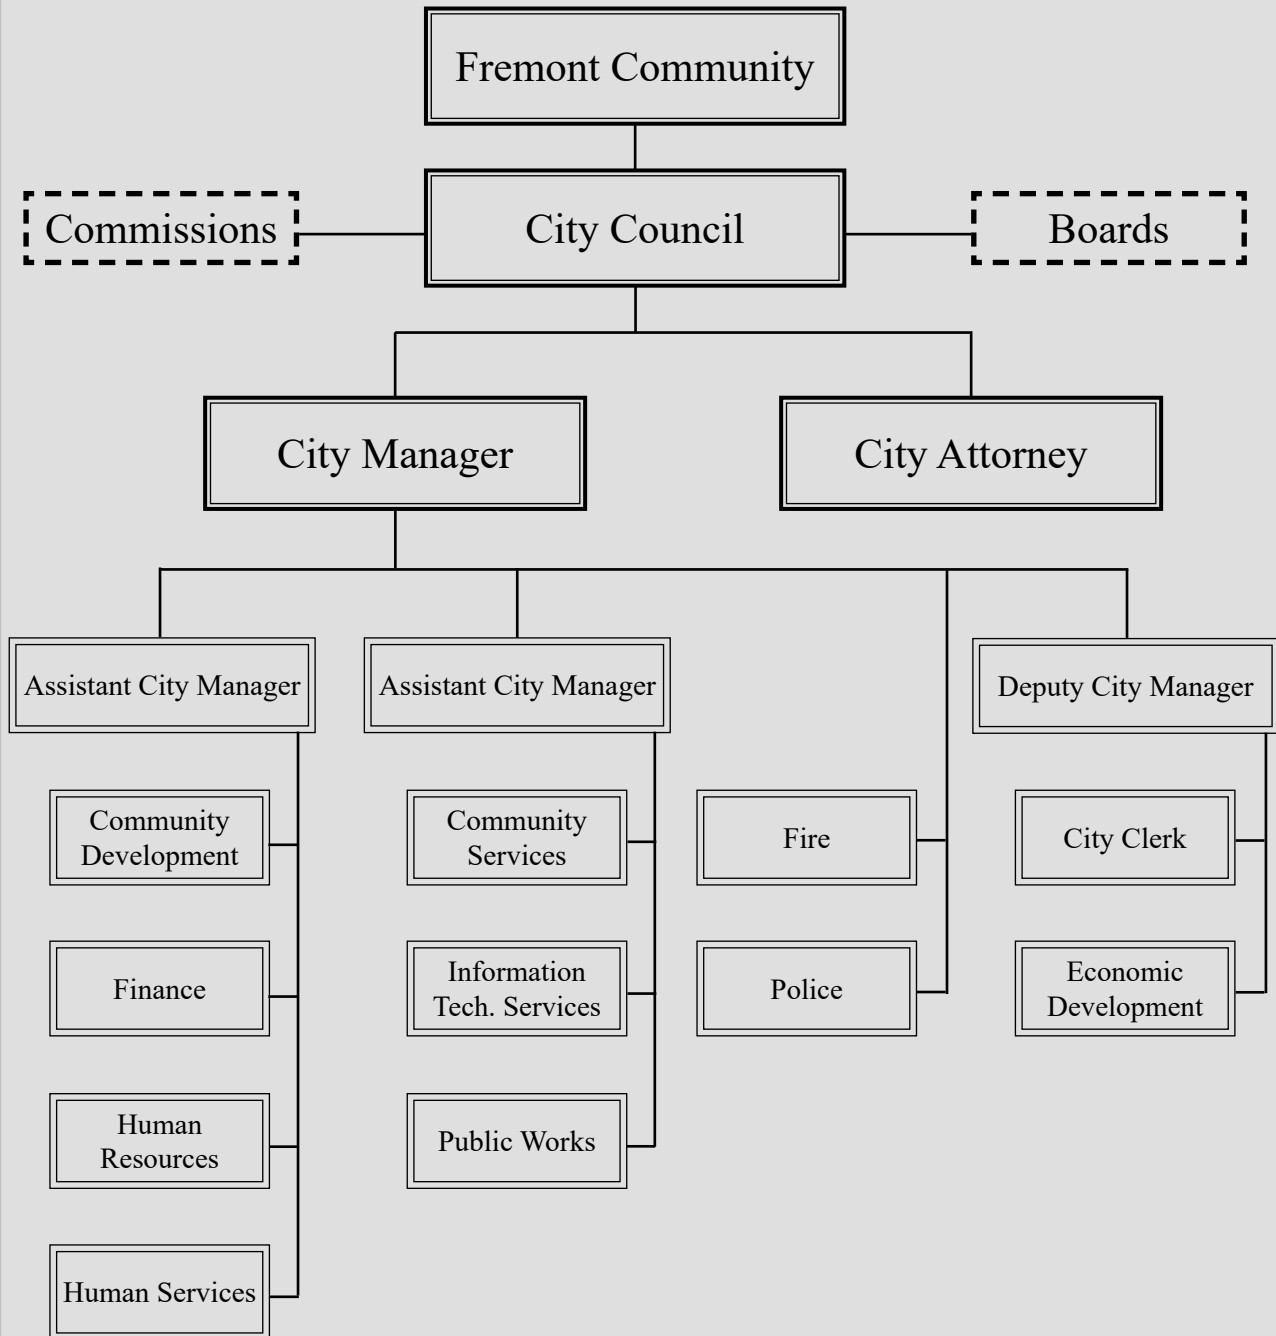 Fremont Community
Commissions
City Council
Boards
City Manager
City Attorney
Assistant City Manager
Assistant City Manager
Deputy City Manager
Community
Development
Community
Services
Fire
City Clerk
Finance
Information
Tech. Services
Police
Economic
Development
Human
Resources
Public Works
Human Services